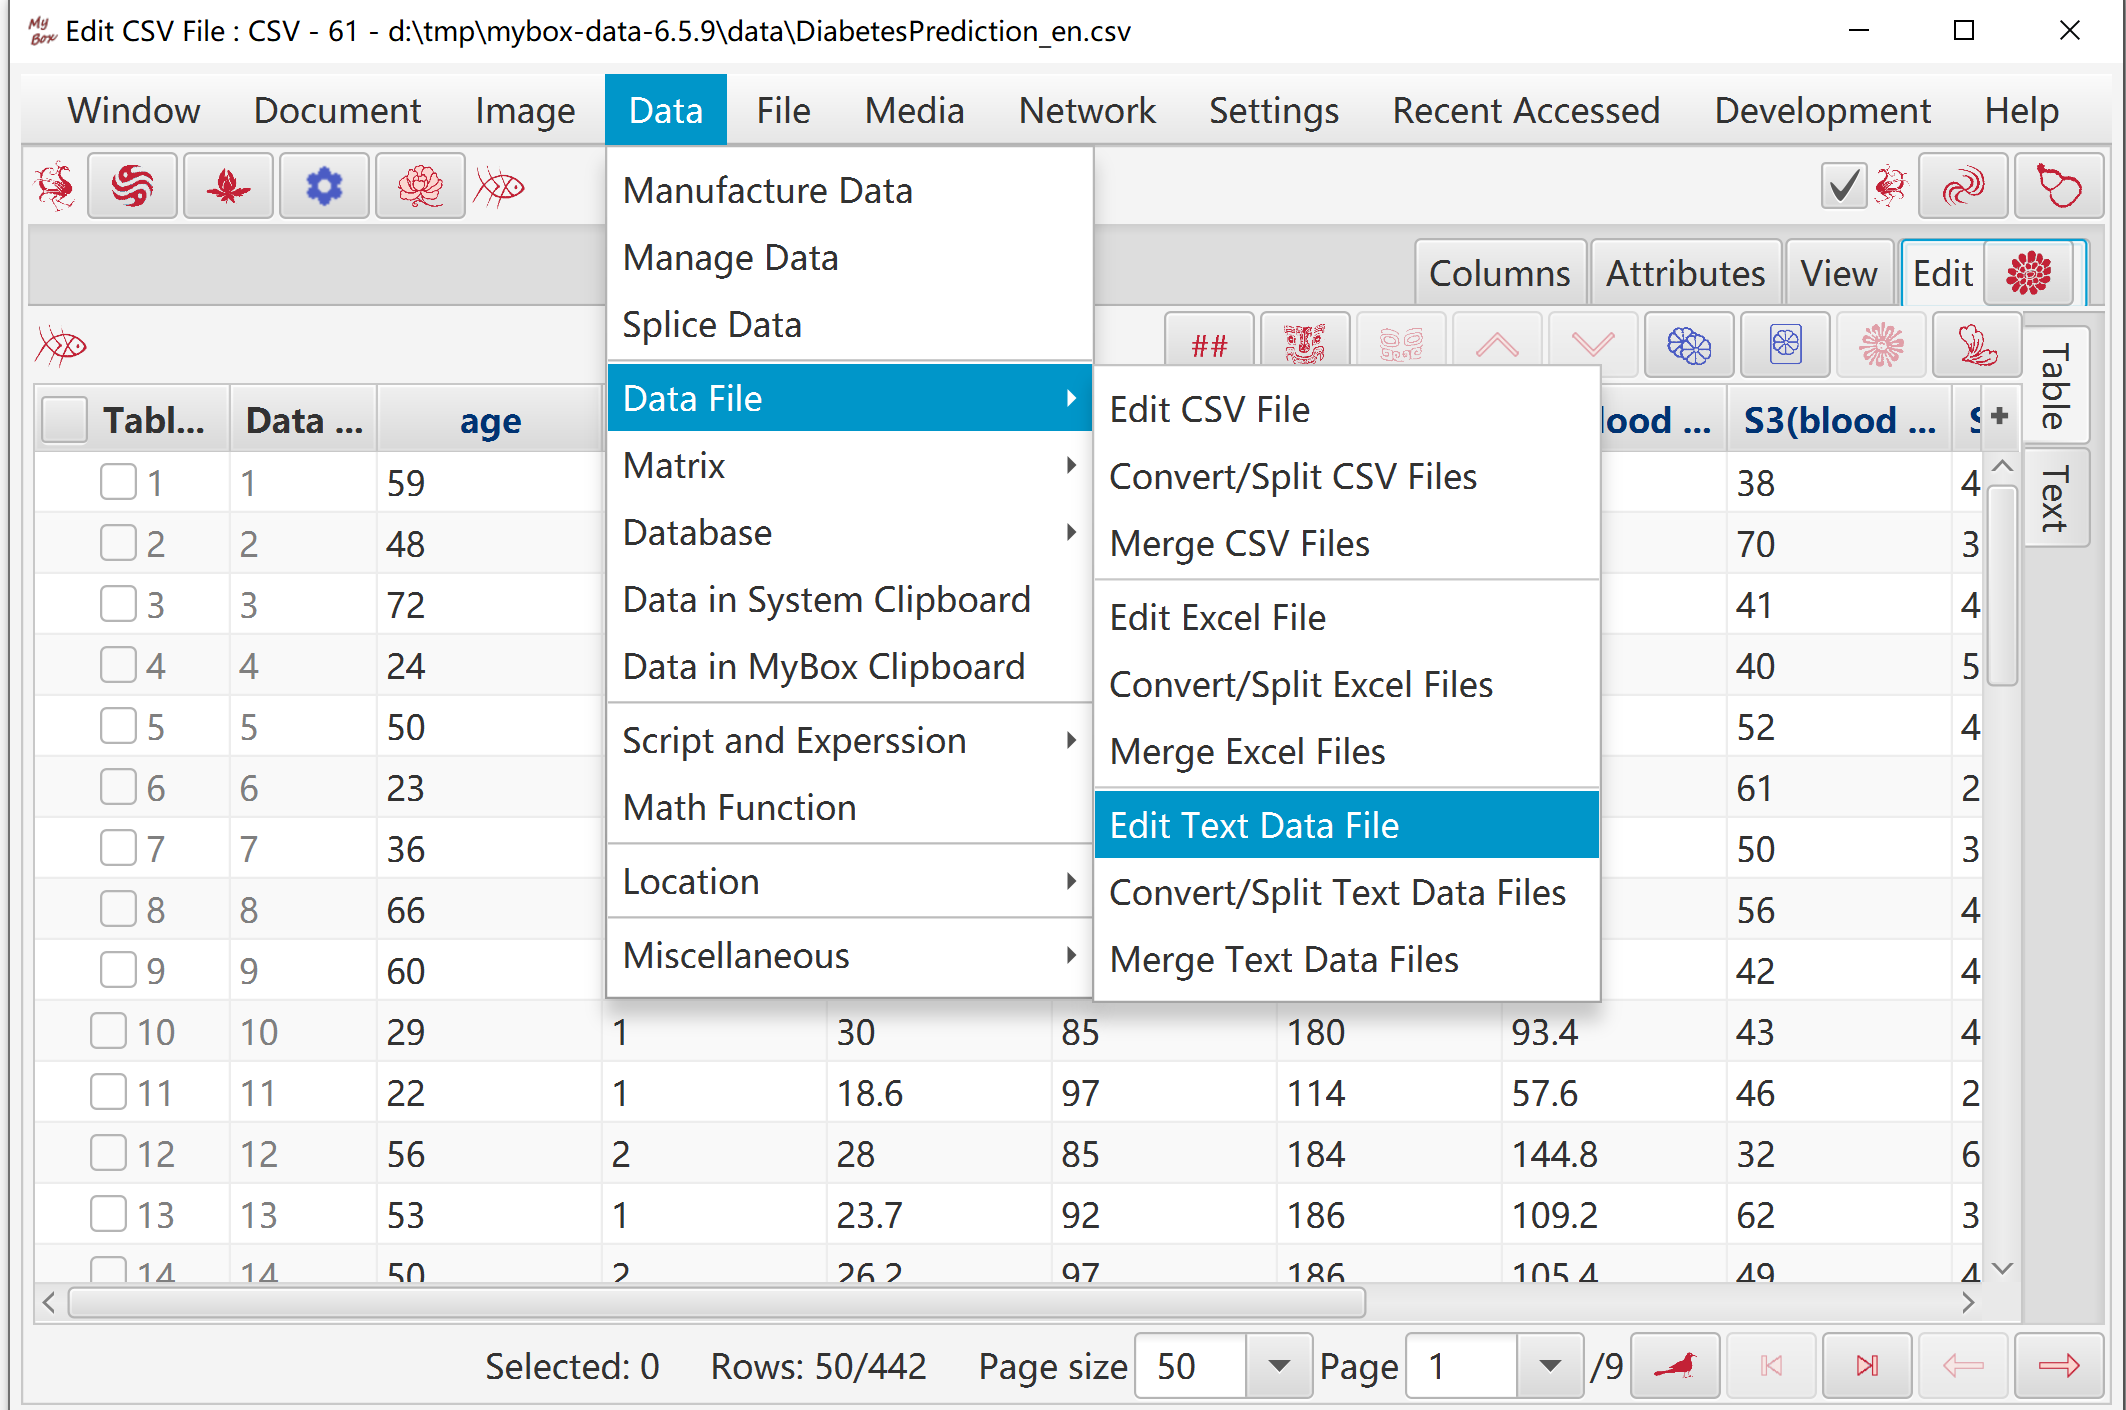 My Box Edit CSV File : CSV - 61 - d:\tmp\mybox-data-6.5.9\data\DiabetesPrediction_en.csv
Window Document Image Data File Media Network Settings Recent Accessed Development Help
Manufacture Data
Manage Data
Splice Data
Data File
Matrix
Database
Data in System Clipboard
Data in MyBox Clipboard
Script and Experssion
Math Function
Location
Miscellaneous
Edit CSV File
Convert/Split CSV Files
Merge CSV Files
Edit Excel File
Convert/Split Excel Files
Merge Excel Files
Edit Text Data File
Convert/Split Text Data Files
Merge Text Data Files
Columns Attributes View Edit
##
Table
Text
Tabl... Data ... age lood ... S3(blood ... +
1 1 59 38 4
2 2 48 70 3
3 3 72 41 4
4 4 24 40 5
5 5 50 52 4
6 6 23 61 2
7 7 36 50 3
8 8 66 56 4
9 9 60 42 4
10 10 29 1 30 85 180 93.4 43 4
11 11 22 1 18.6 97 114 57.6 46 2
12 12 56 2 28 85 184 144.8 32 6
13 13 53 1 23.7 92 186 109.2 62 3
14 14 50 2 26.2 97 186 105.4 49 4
Selected: 0 Rows: 50/442 Page size 50 Page 1 /9